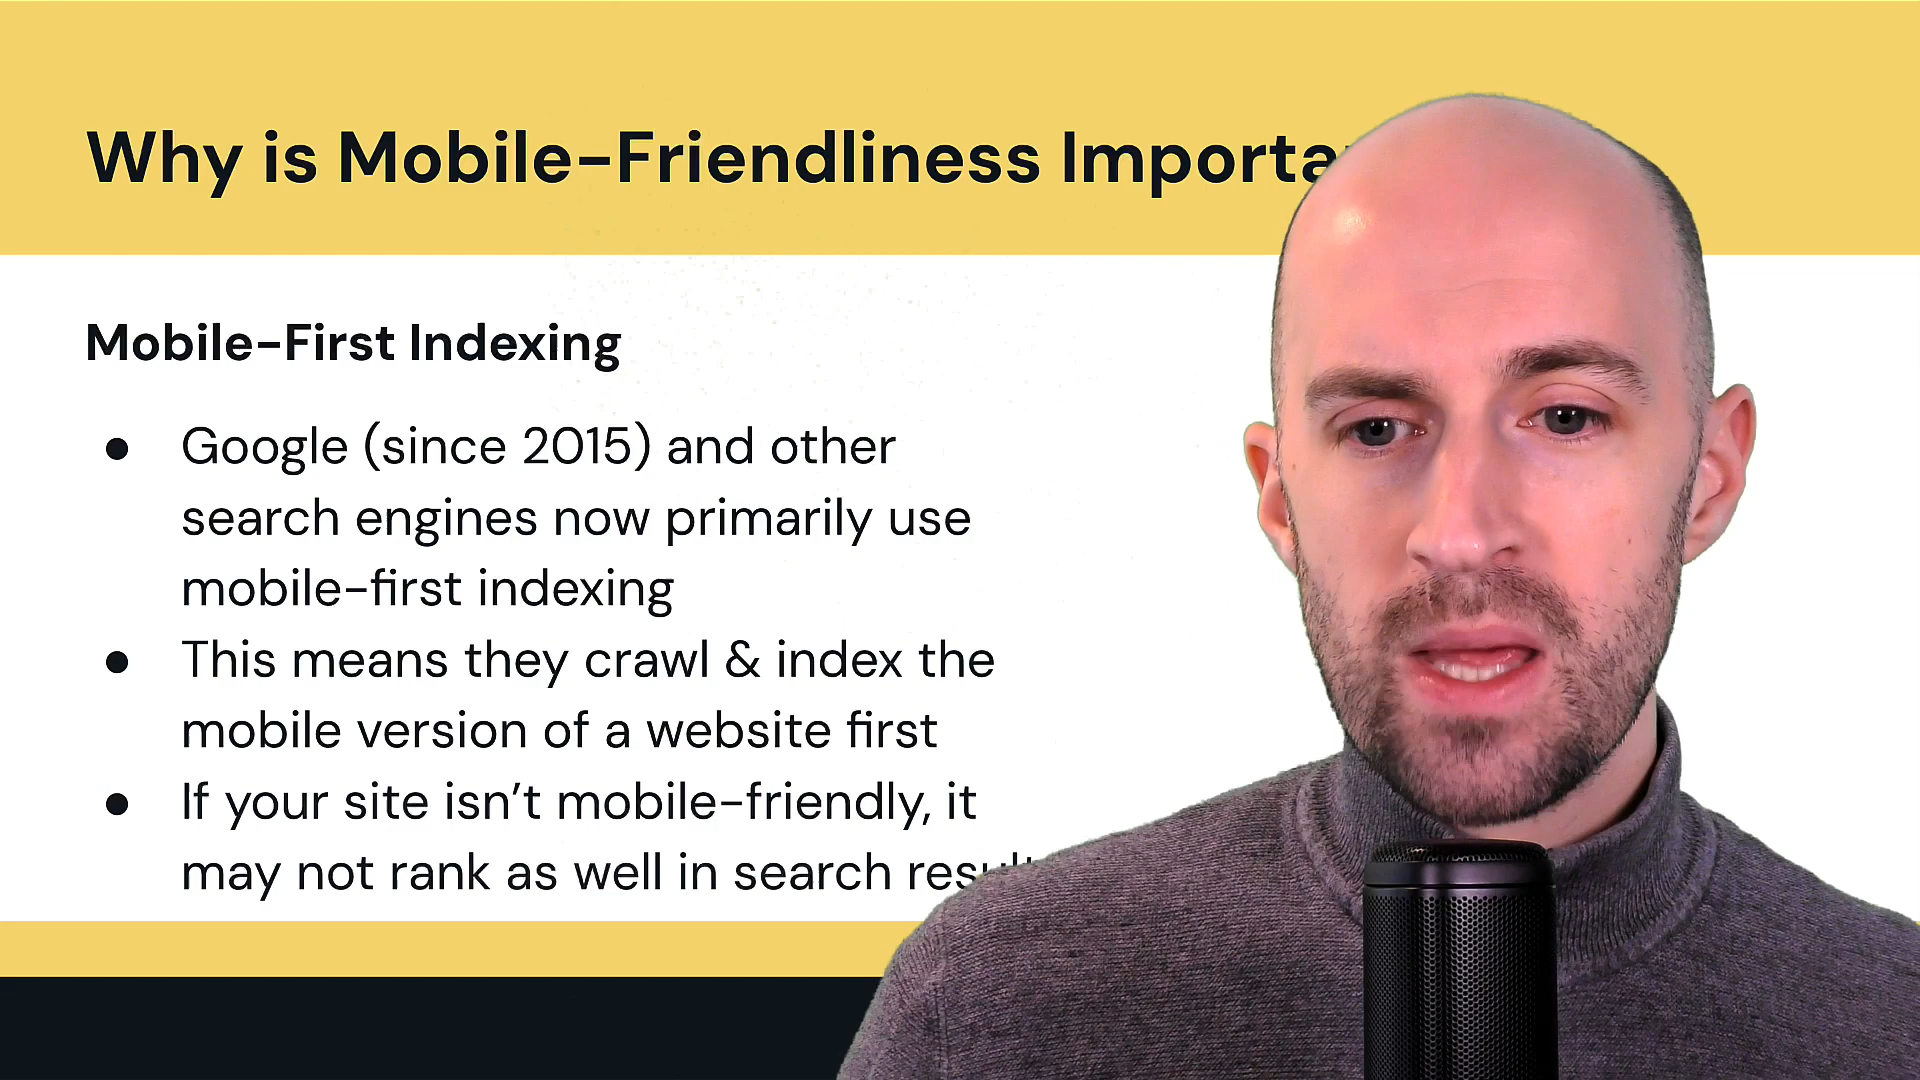 Why is Mobile-Friendliness
Mobile-First Indexing
● Google (since 2015) and other
search engines now primarily use
mobile-first indexing
● This means they crawl & index the
mobile version of a website first
● If your site isn’t mobile-friendly, it
may not rank as well in search